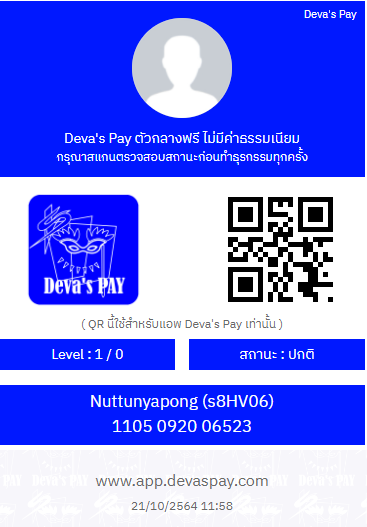 Deva's Pay
Deva's Pay ตัวกลางฟรี ไม่มีค่าธรรมเนียม
กรุณาสแกนตรวจสอบสถานะก่อนทำธุรกรรมทุกครั้ง
Deva's PAY
( QR นี้ใช้สำหรับแอพ Deva's Pay เท่านั้น )
Level : 1 / 0
สถานะ : ปกติ
Nuttunyapong (s8HV06)
1105 0920 06523
www.app.devaspay.com
21/10/2564 11:58